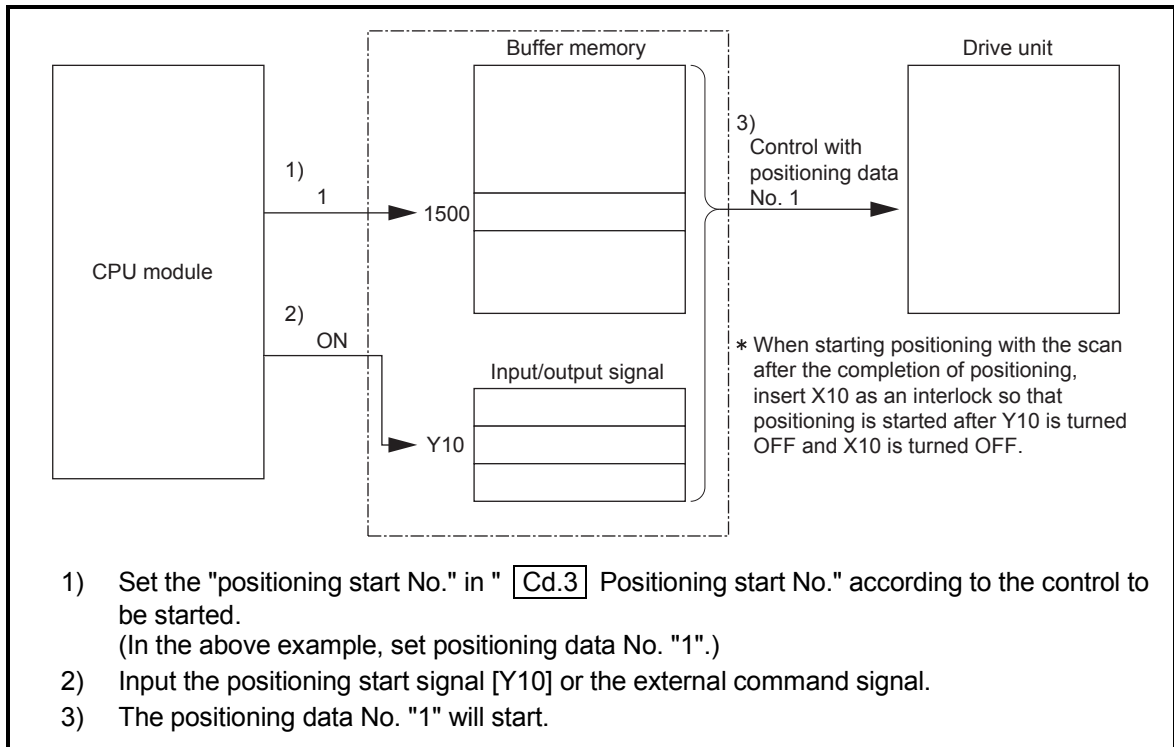 Buffer memory
Drive unit
CPU module
1)
1
1500
2)
ON
Input/output signal
Y10
3)
Control with
positioning data
No. 1
* When starting positioning with the scan
after the completion of positioning,
insert X10 as an interlock so that
positioning is started after Y10 is turned
OFF and X10 is turned OFF.
1) Set the "positioning start No." in " Cd.3 Positioning start No." according to the control to
be started.
(In the above example, set positioning data No. "1".)
2) Input the positioning start signal [Y10] or the external command signal.
3) The positioning data No. "1" will start.